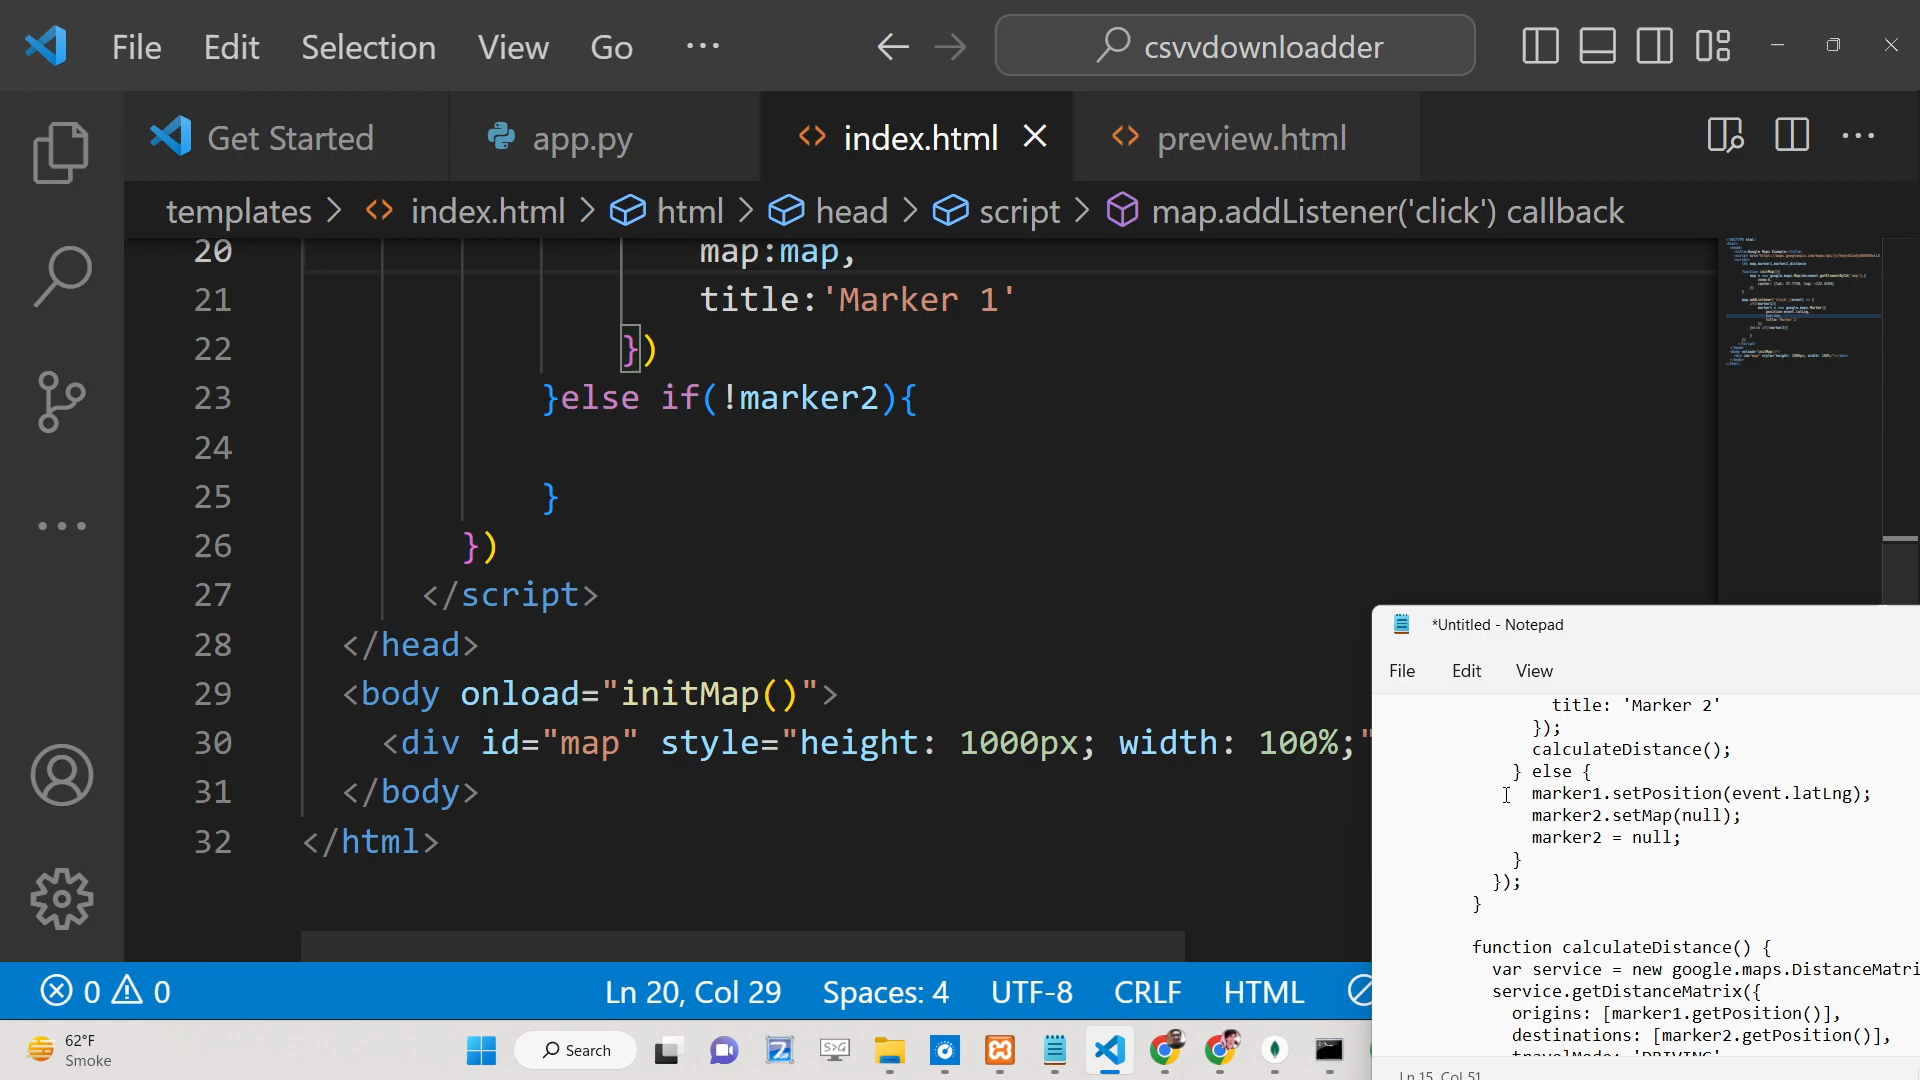 File Edit Selection View Go ··· csvvdownloadder
Get Started app.py index.html preview.html
templates > index.html > html > head > script > map.addListener('click') callback
20 map:map,
21 title:'Marker 1'
22 })
23 }else if(!marker2){
24
25 }
26 })
27 </script>
28 </head>
29 <body onload="initMap()">
30 <div id="map" style="height: 1000px; width: 100%;"
31 </body>
32 </html>
*Untitled - Notepad
File Edit View
title: 'Marker 2'
});
calculateDistance();
} else {
marker1.setPosition(event.latLng);
marker2.setMap(null);
marker2 = null;
}
});
}
function calculateDistance() {
var service = new google.maps.DistanceMatri
service.getDistanceMatrix({
origins: [marker1.getPosition()],
destinations: [marker2.getPosition()],
travelMode: 'DRIVING'
Ln 15, Col 51
0 0 Ln 20, Col 29 Spaces: 4 UTF-8 CRLF HTML
62°F
Smoke
Search